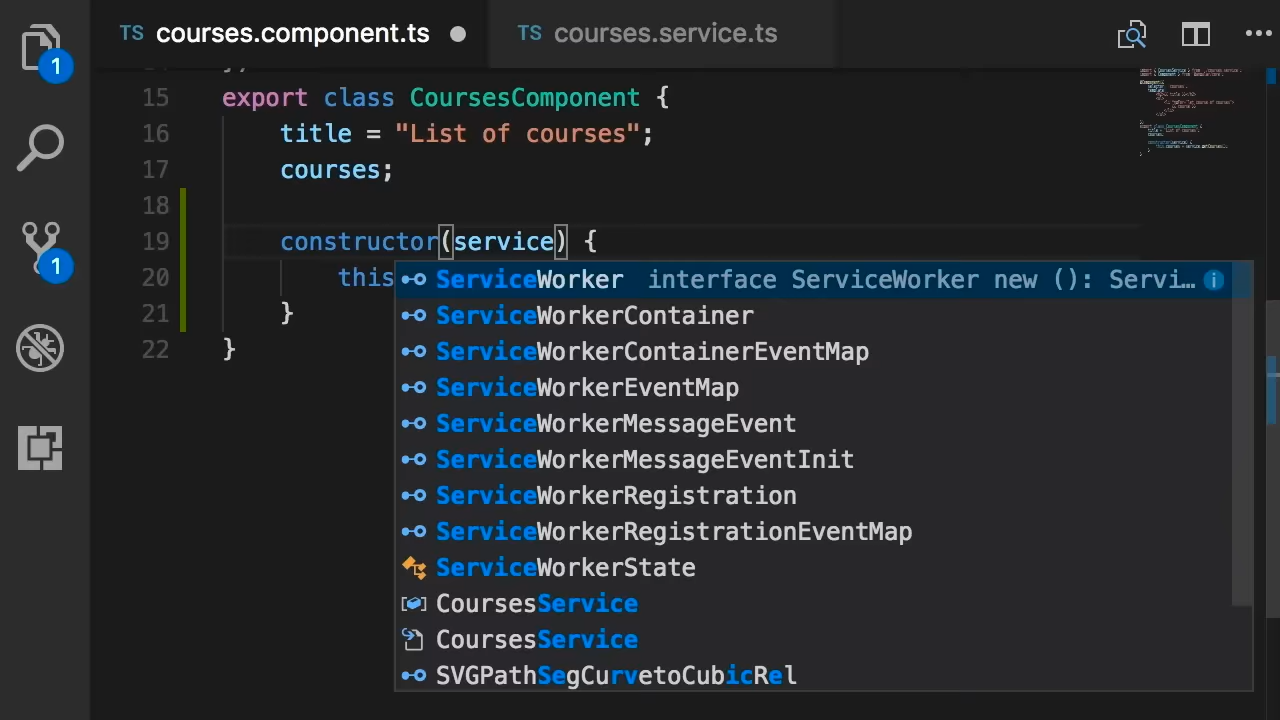 TS courses.component.ts TS courses.service.ts
1
15 export class CoursesComponent {
16 title = "List of courses";
17 courses;
18
19 constructor(service) {
20 this
21 }
22 }
1
ServiceWorker interface ServiceWorker new (): Servi…
ServiceWorkerContainer
ServiceWorkerContainerEventMap
ServiceWorkerEventMap
ServiceWorkerMessageEvent
ServiceWorkerMessageEventInit
ServiceWorkerRegistration
ServiceWorkerRegistrationEventMap
ServiceWorkerState
CoursesService
CoursesService
SVGPathSegCurvetoCubicRel